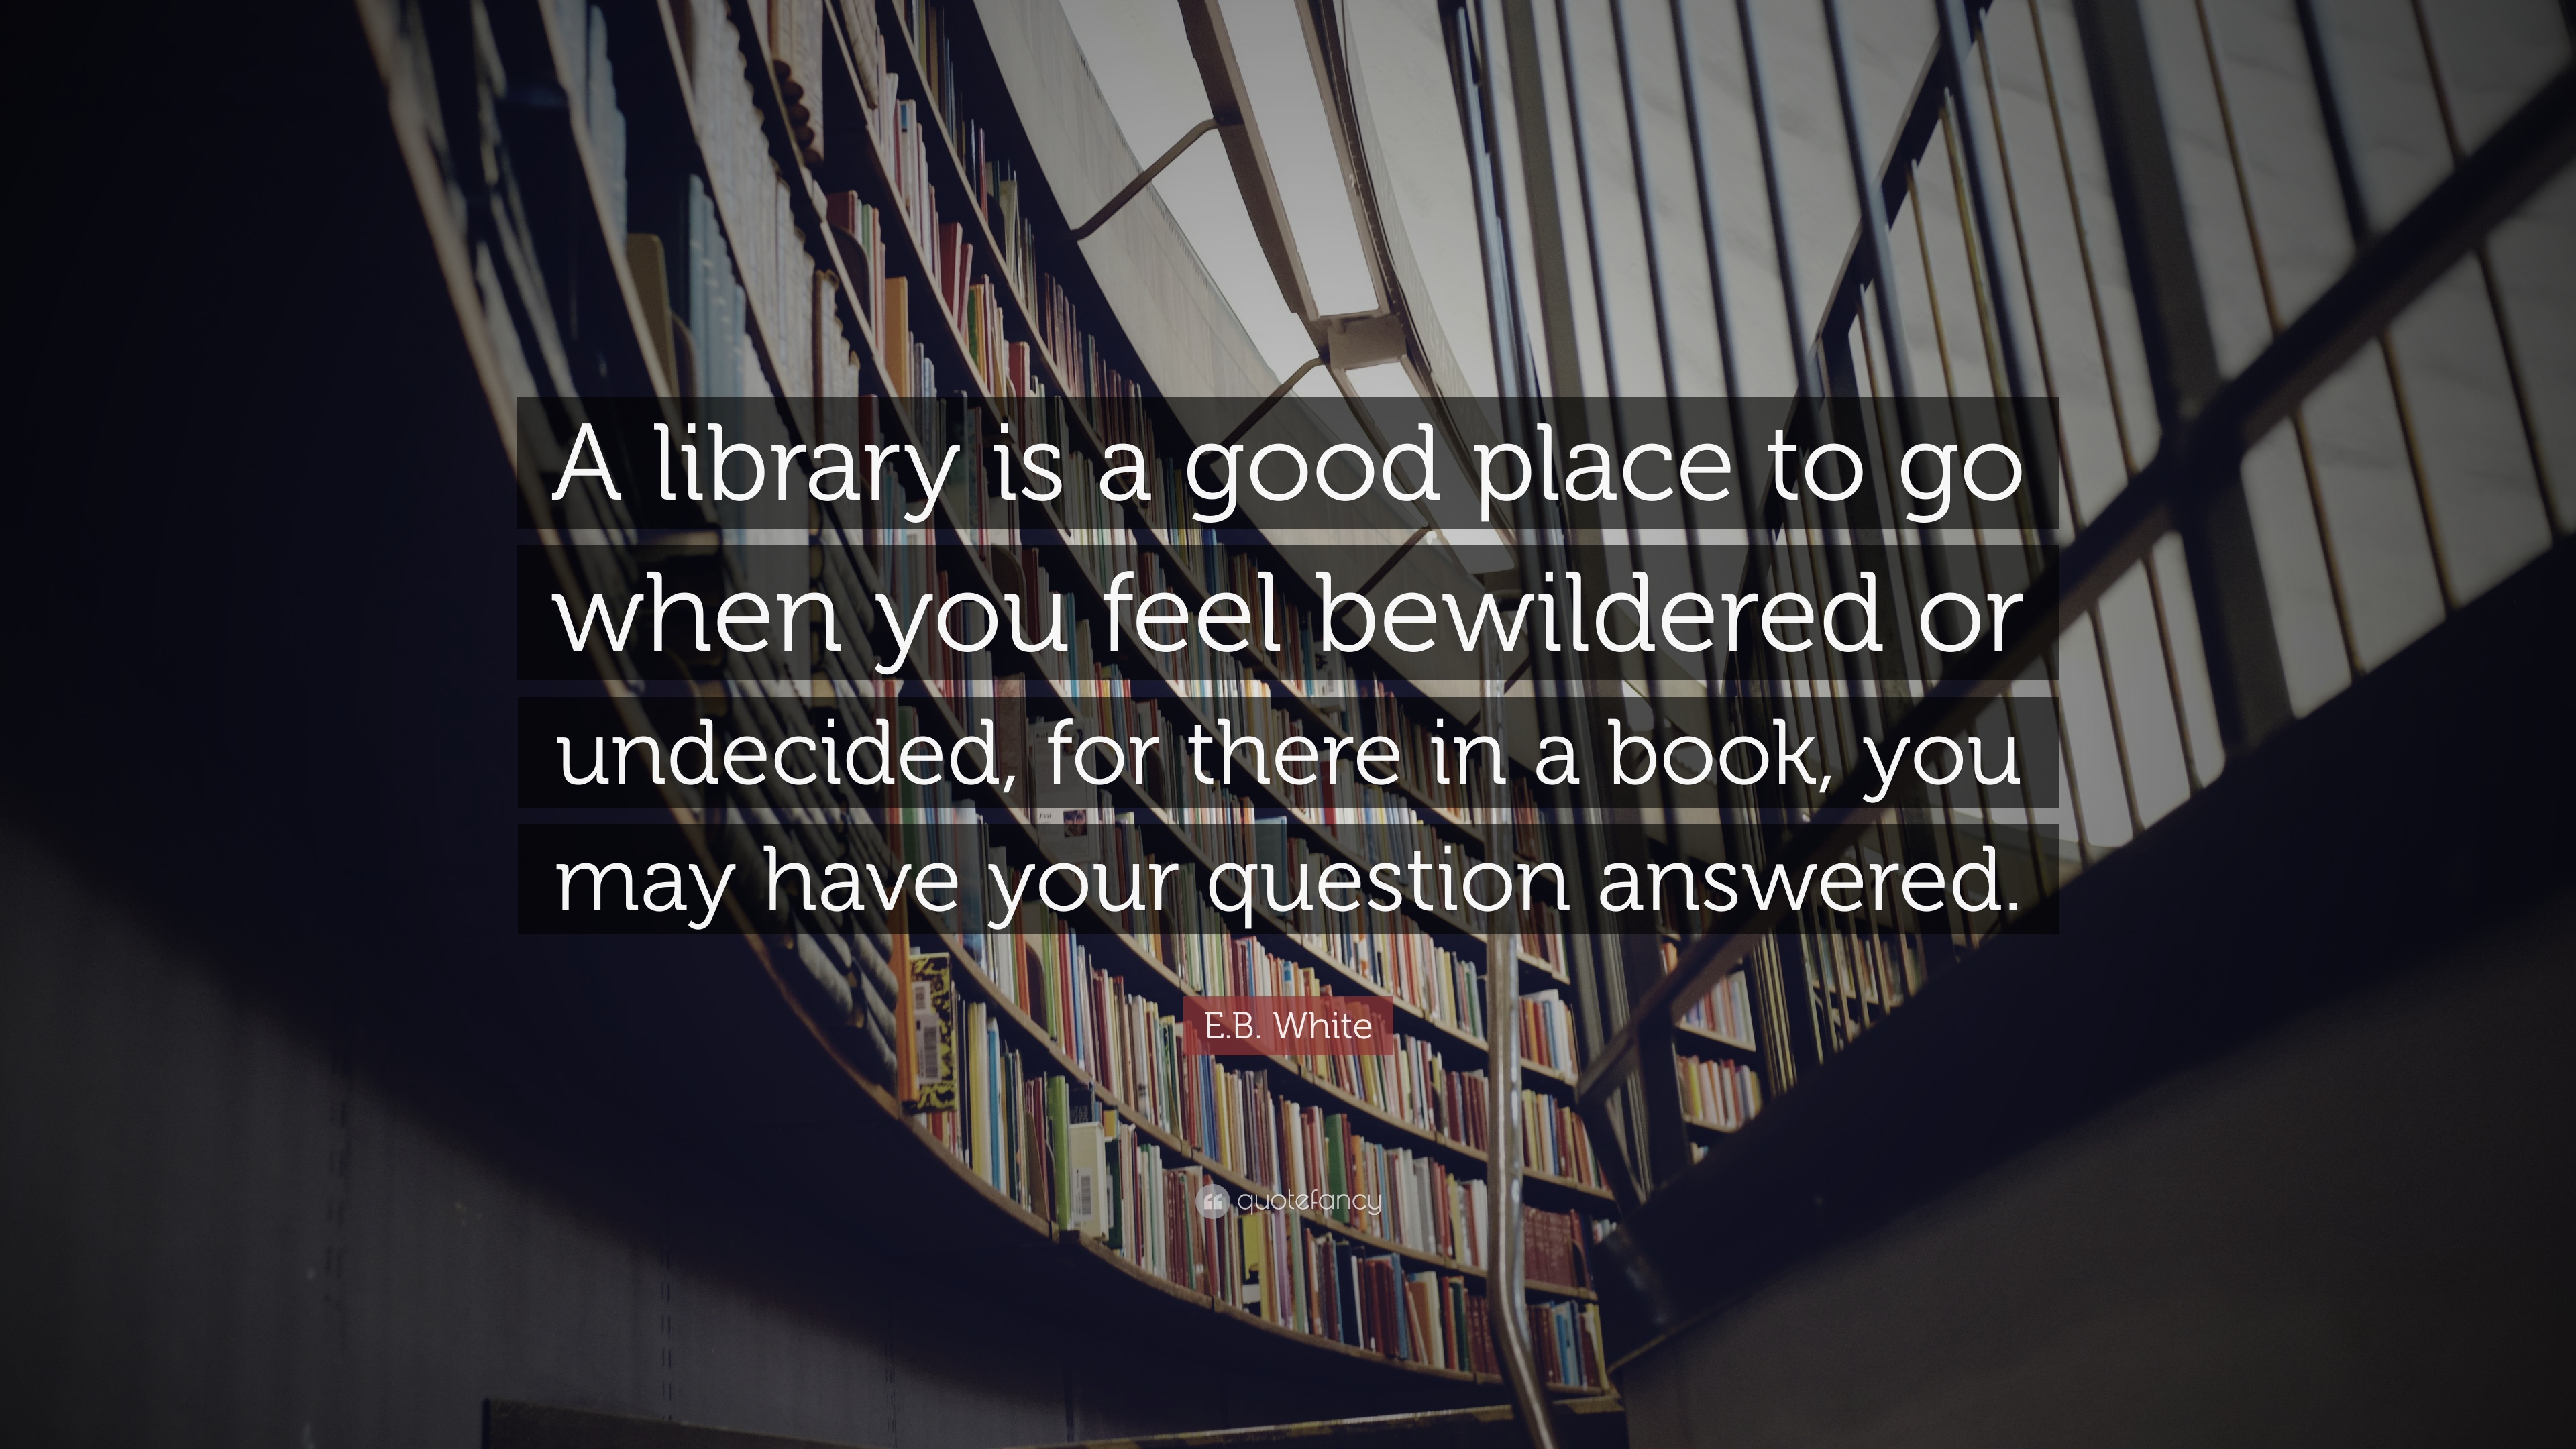 A library is a good place to go
when you feel bewildered or
undecided, for there in a book, you
may have your question answered.
E.B. White
quotefancy